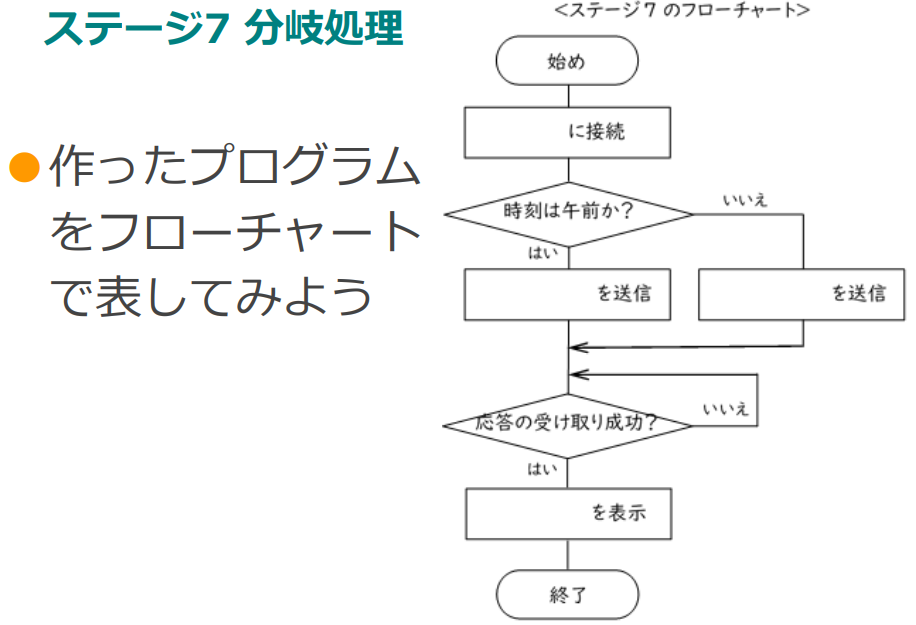 ステージ7 分岐処理
作ったプログラム
をフローチャート
で表してみよう
<ステージ7 のフローチャート>
始め
に接続
時刻は午前か?
いいえ
はい
を送信
を送信
応答の受け取り成功?
いいえ
はい
を表示
終了